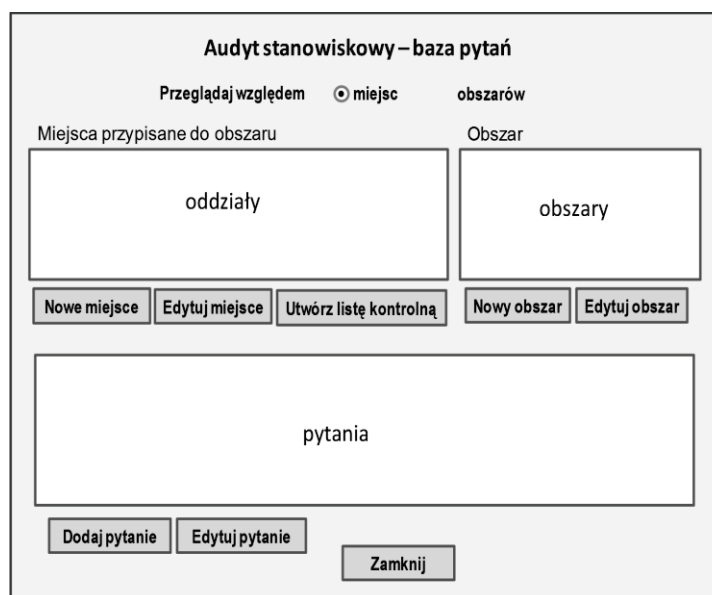 Audyt stanowiskowy – baza pytań
Przeglądaj względem miejsc obszarów
Miejsca przypisane do obszaru Obszar
oddziały obszary
Nowe miejsce Edytuj miejsce Utwórz listę kontrolną Nowy obszar Edytuj obszar
pytania
Dodaj pytanie Edytuj pytanie
Zamknij